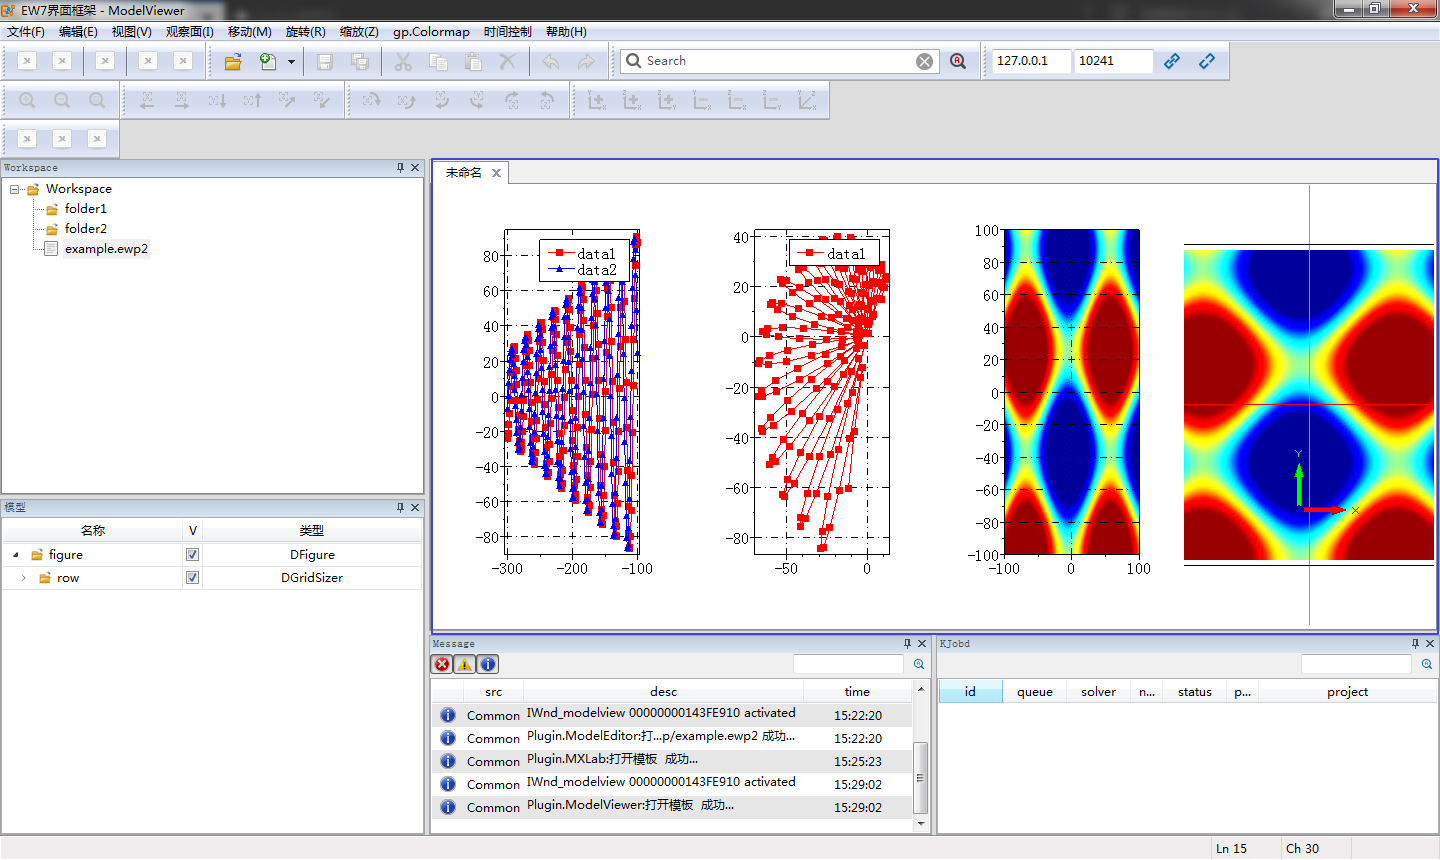 EW7界面框架 - ModelViewer
文件(F) 编辑(E) 视图(V) 观察面(I) 移动(M) 旋转(R) 缩放(Z) gp.Colormap 时间控制 帮助(H)
Search 127.0.0.1 10241
Workspace
Workspace
folder1
folder2
example.ewp2
模型
名称 V 类型
figure DFigure
row DGridSizer
未命名
data1
data2
80
60
40
20
0
-20
-40
-60
-80
-300 -200 -100
data1
40
20
0
-20
-40
-60
-80
-50 0
100
80
60
40
20
0
-20
-40
-60
-80
-100
-100 0 100
Y
X
Message
src desc time
Common IWnd_modelview 00000000143FE910 activated 15:22:20
Common Plugin.ModelEditor:打...p/example.ewp2 成功... 15:22:20
Common Plugin.MXLab:打开模板 成功... 15:25:23
Common IWnd_modelview 00000000143FE910 activated 15:29:02
Common Plugin.ModelViewer:打开模板 成功... 15:29:02
KJobd
id queue solver n... status p... project
Ln 15 Ch 30